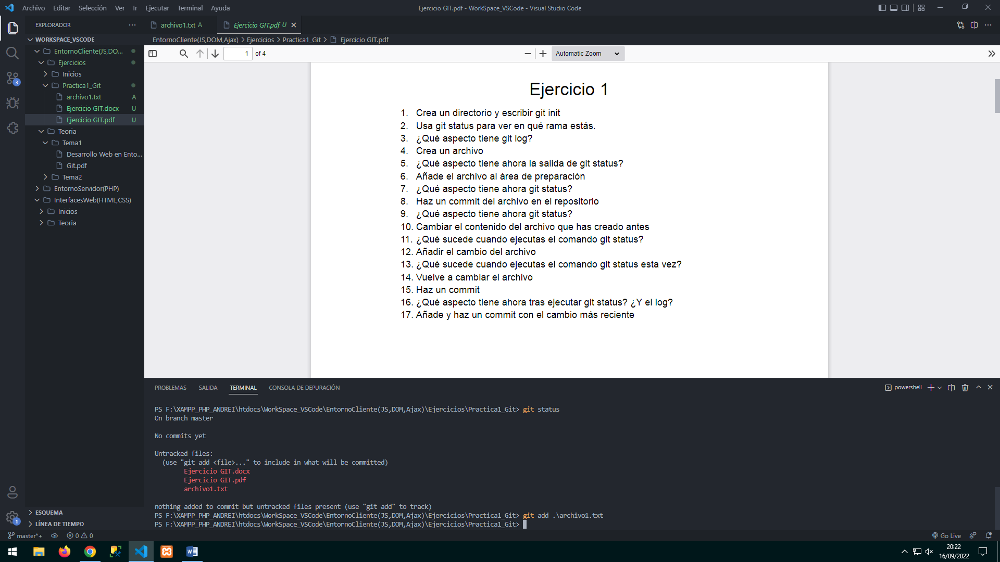 Archivo Editar Selección Ver Ir Ejecutar Terminal Ayuda
Ejercicio GIT.pdf - WorkSpace_VSCode - Visual Studio Code
EXPLORADOR
archivo1.txt A
Ejercicio GIT.pdf U
WORKSPACE_VSCODE
EntornoCliente(JS,DOM,Ajax) > Ejercicios > Practica1_Git > Ejercicio GIT.pdf
EntornoCliente(JS,DO...
Ejercicios
Inicios
Practica1_Git
archivo1.txt A
Ejercicio GIT.docx U
Ejercicio GIT.pdf U
Teoria
Tema1
Desarrollo Web en Ento...
Git.pdf
Tema2
EntornoServidor(PHP)
InterfacesWeb(HTML,CSS)
Inicios
Teoria
ESQUEMA
LÍNEA DE TIEMPO
3
1
1 of 4
Automatic Zoom
Ejercicio 1
1. Crea un directorio y escribir git init
2. Usa git status para ver en qué rama estás.
3. ¿Qué aspecto tiene git log?
4. Crea un archivo
5. ¿Qué aspecto tiene ahora la salida de git status?
6. Añade el archivo al área de preparación
7. ¿Qué aspecto tiene ahora git status?
8. Haz un commit del archivo en el repositorio
9. ¿Qué aspecto tiene ahora git status?
10. Cambiar el contenido del archivo que has creado antes
11. ¿Qué sucede cuando ejecutas el comando git status?
12. Añadir el cambio del archivo
13. ¿Qué sucede cuando ejecutas el comando git status esta vez?
14. Vuelve a cambiar el archivo
15. Haz un commit
16. ¿Qué aspecto tiene ahora tras ejecutar git status? ¿Y el log?
17. Añade y haz un commit con el cambio más reciente
PROBLEMAS SALIDA TERMINAL CONSOLA DE DEPURACIÓN
powershell
PS F:\XAMPP_PHP_ANDREI\htdocs\WorkSpace_VSCode\EntornoCliente(JS,DOM,Ajax)\Ejercicios\Practica1_Git> git status
On branch master
No commits yet
Untracked files:
(use "git add <file>..." to include in what will be committed)
Ejercicio GIT.docx
Ejercicio GIT.pdf
archivo1.txt
nothing added to commit but untracked files present (use "git add" to track)
PS F:\XAMPP_PHP_ANDREI\htdocs\WorkSpace_VSCode\EntornoCliente(JS,DOM,Ajax)\Ejercicios\Practica1_Git> git add .\archivo1.txt
PS F:\XAMPP_PHP_ANDREI\htdocs\WorkSpace_VSCode\EntornoCliente(JS,DOM,Ajax)\Ejercicios\Practica1_Git>
master*+ 0 0
Go Live
20:22
16/09/2022